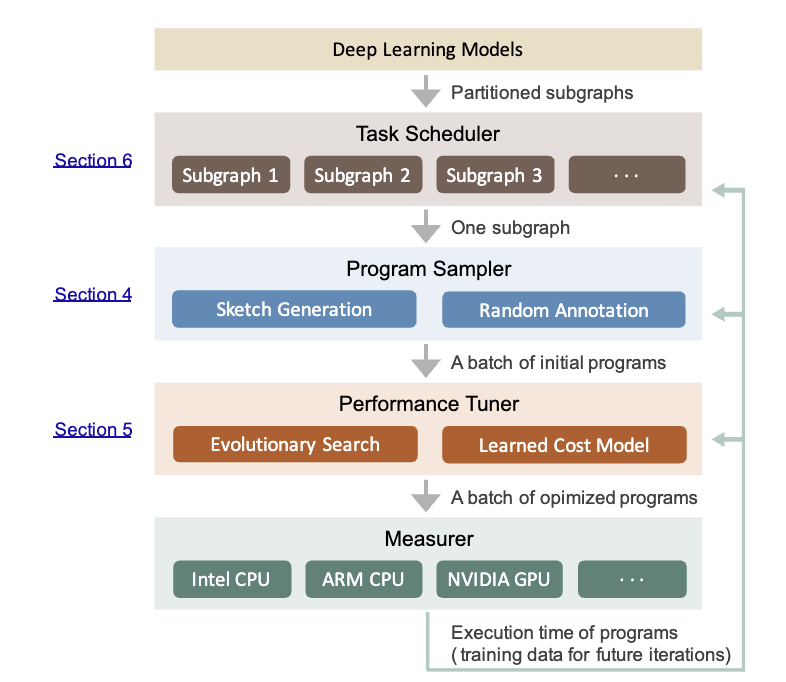 Deep Learning Models
Partitioned subgraphs
Task Scheduler
Section 6
Subgraph 1
Subgraph 2
Subgraph 3
· · ·
One subgraph
Program Sampler
Section 4
Sketch Generation
Random Annotation
A batch of initial programs
Performance Tuner
Section 5
Evolutionary Search
Learned Cost Model
A batch of opimized programs
Measurer
Intel CPU
ARM CPU
NVIDIA GPU
· · ·
Execution time of programs
( training data for future iterations)